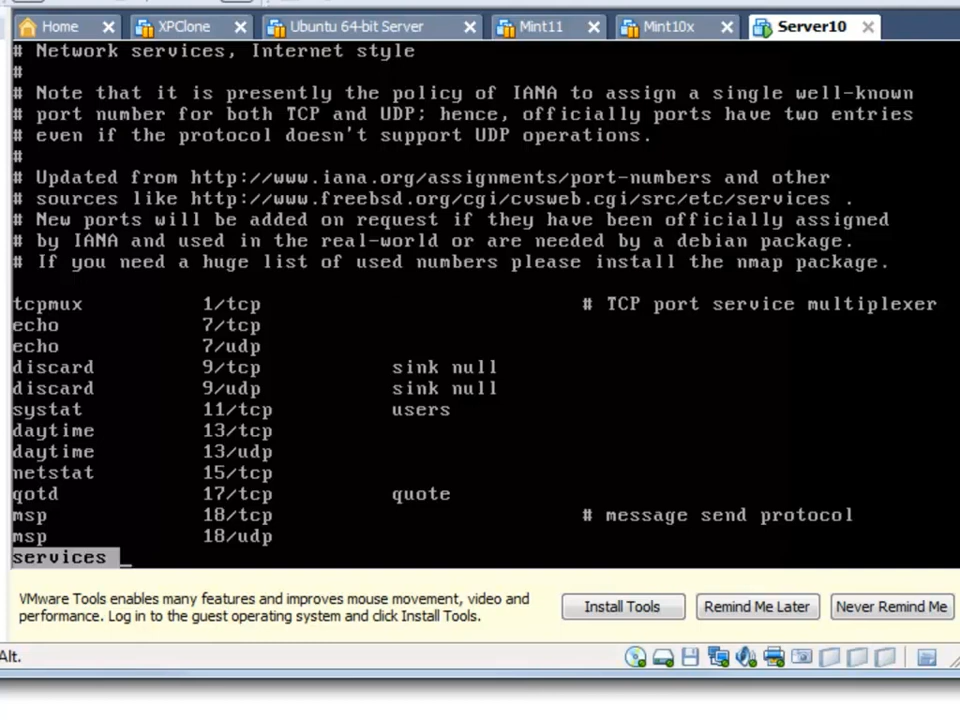 Home XPClone Ubuntu 64-bit Server Mint11 Mint10x Server10
# Network services, Internet style
#
# Note that it is presently the policy of IANA to assign a single well-known
# port number for both TCP and UDP; hence, officially ports have two entries
# even if the protocol doesn't support UDP operations.
#
# Updated from http://www.iana.org/assignments/port-numbers and other
# sources like http://www.freebsd.org/cgi/cvsweb.cgi/src/etc/services .
# New ports will be added on request if they have been officially assigned
# by IANA and used in the real-world or are needed by a debian package.
# If you need a huge list of used numbers please install the nmap package.
tcpmux 1/tcp # TCP port service multiplexer
echo 7/tcp
echo 7/udp
discard 9/tcp sink null
discard 9/udp sink null
systat 11/tcp users
daytime 13/tcp
daytime 13/udp
netstat 15/tcp
qotd 17/tcp quote
msp 18/tcp # message send protocol
msp 18/udp
services _
VMware Tools enables many features and improves mouse movement, video and
performance. Log in to the guest operating system and click Install Tools.
Install Tools Remind Me Later Never Remind Me
Alt.